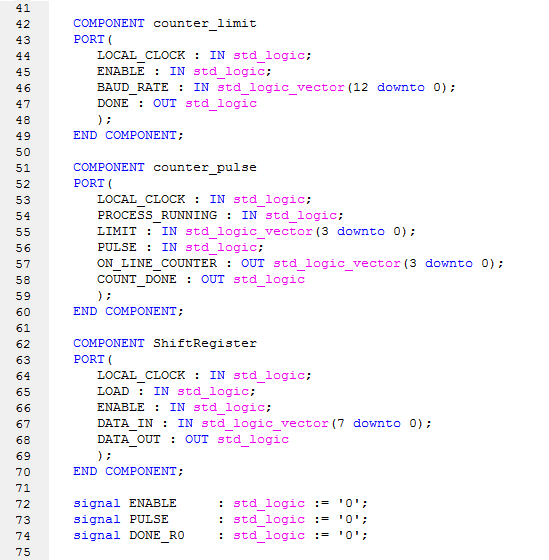 41
42 COMPONENT counter_limit
43 PORT(
44 LOCAL_CLOCK : IN std_logic;
45 ENABLE : IN std_logic;
46 BAUD_RATE : IN std_logic_vector(12 downto 0);
47 DONE : OUT std_logic
48 );
49 END COMPONENT;
50
51 COMPONENT counter_pulse
52 PORT(
53 LOCAL_CLOCK : IN std_logic;
54 PROCESS_RUNNING : IN std_logic;
55 LIMIT : IN std_logic_vector(3 downto 0);
56 PULSE : IN std_logic;
57 ON_LINE_COUNTER : OUT std_logic_vector(3 downto 0);
58 COUNT_DONE : OUT std_logic
59 );
60 END COMPONENT;
61
62 COMPONENT ShiftRegister
63 PORT(
64 LOCAL_CLOCK : IN std_logic;
65 LOAD : IN std_logic;
66 ENABLE : IN std_logic;
67 DATA_IN : IN std_logic_vector(7 downto 0);
68 DATA_OUT : OUT std_logic
69 );
70 END COMPONENT;
71
72 signal ENABLE : std_logic := '0';
73 signal PULSE : std_logic := '0';
74 signal DONE_R0 : std_logic := '0';
75